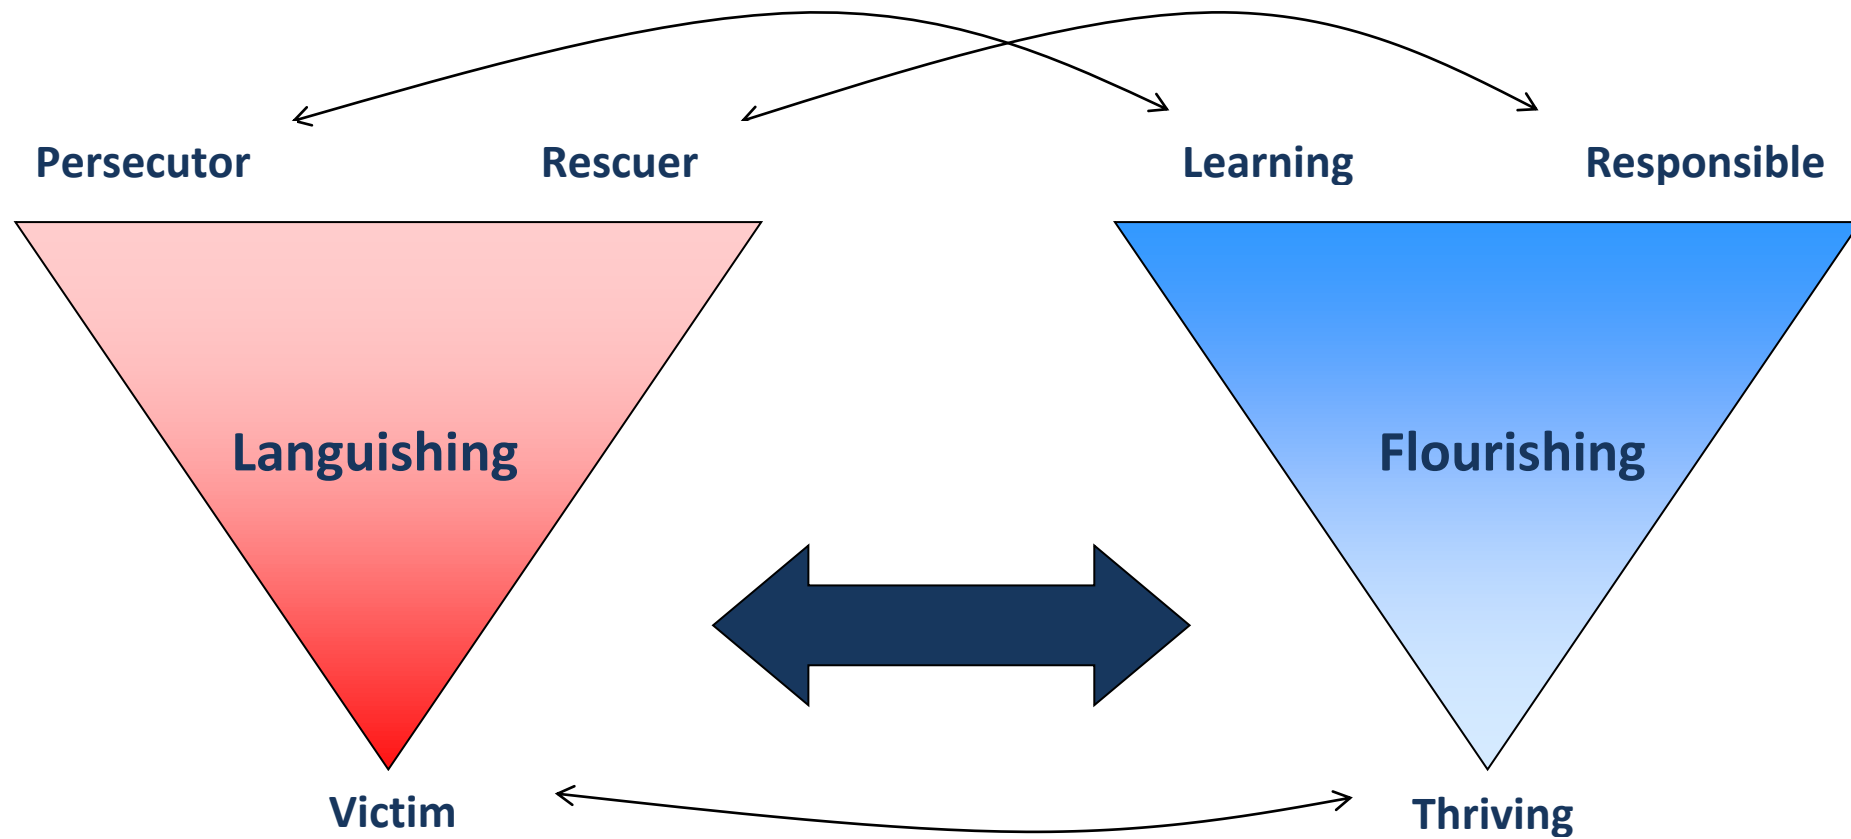 Persecutor
Rescuer
Learning
Responsible
Languishing
Flourishing
Victim
Thriving